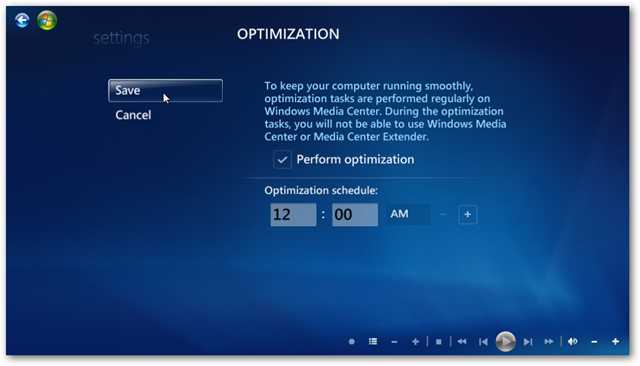 settings
OPTIMIZATION
Save
Cancel
To keep your computer running smoothly,
optimization tasks are performed regularly on
Windows Media Center. During the optimization
tasks, you will not be able to use Windows Media
Center or Media Center Extender.
Perform optimization
Optimization schedule:
12 : 00 AM